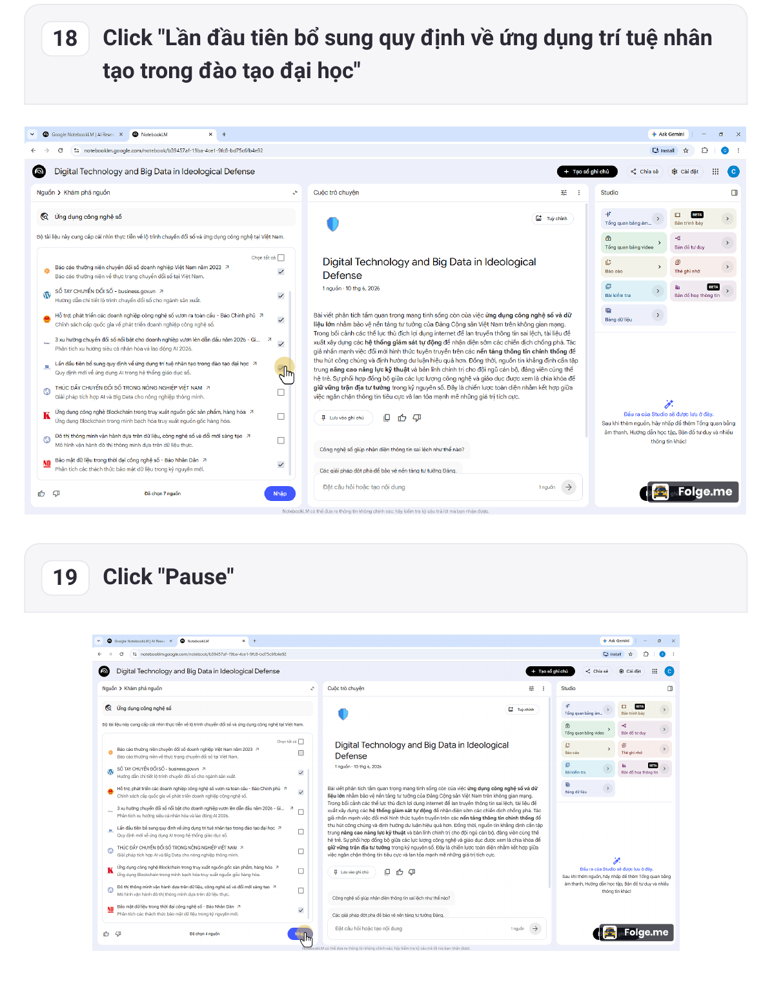 18
Click "Lần đầu tiên bổ sung quy định về ứng dụng trí tuệ nhân
tạo trong đào tạo đại học"
Google NotebookLM | AI Resea
NotebookLM
Ask Gemini
notebooklm.google.com/notebook/b39457af-19ba-4ce1-9fc8-bd75c6fb4e92
Install
Digital Technology and Big Data in Ideological Defense
+ Tạo sổ ghi chú
Chia sẻ
Cài đặt
C
Nguồn > Khám phá nguồn
Cuộc trò chuyện
Studio
Ứng dụng công nghệ số
Bộ tài liệu này cung cấp cái nhìn thực tiễn về lộ trình chuyển đổi số và ứng dụng công nghệ tại Việt Nam.
Chọn tất cả
Báo cáo thường niên chuyển đổi số doanh nghiệp Việt Nam năm 2023
Báo cáo thường niên về thực trạng chuyển đổi số tại Việt Nam.
SỔ TAY CHUYỂN ĐỔI SỐ - business.gov.vn
Hướng dẫn chi tiết lộ trình chuyển đổi số cho ngành sản xuất.
Hỗ trợ, phát triển các doanh nghiệp công nghệ số vươn ra toàn cầu - Báo Chính phủ
Chính sách cấp quốc gia về phát triển doanh nghiệp công nghệ số.
3 xu hướng chuyển đổi số nổi bật cho doanh nghiệp vươn lên dẫn đầu năm 2026 - Gi...
Phân tích xu hướng siêu cá nhân hóa và lao động AI 2026.
Lần đầu tiên bổ sung quy định về ứng dụng trí tuệ nhân tạo trong đào tạo đại học
Quy định mới về ứng dụng AI trong hệ thống giáo dục số.
THÚC ĐẨY CHUYỂN ĐỔI SỐ TRONG NÔNG NGHIỆP VIỆT NAM
Giải pháp tích hợp AI và Big Data cho nông nghiệp thông minh.
Ứng dụng công nghệ Blockchain trong truy xuất nguồn gốc sản phẩm, hàng hóa
Ứng dụng Blockchain trong minh bạch hóa truy xuất nguồn gốc hàng hóa.
Đô thị thông minh vận hành dựa trên dữ liệu, công nghệ số và đổi mới sáng tạo
Mô hình vận hành đô thị thông minh dựa trên dữ liệu thực.
Bảo mật dữ liệu trong thời đại công nghệ số - Báo Nhân Dân
Phân tích các thách thức bảo mật dữ liệu trong kỷ nguyên mới.
Đã chọn 7 nguồn
Nhập
Tuỳ chỉnh
Digital Technology and Big Data in Ideological
Defense
1 nguồn · 10 thg 6, 2026
Bài viết phân tích tầm quan trọng mang tính sống còn của việc ứng dụng công nghệ số và dữ
liệu lớn nhằm bảo vệ nền tảng tư tưởng của Đảng Cộng sản Việt Nam trên không gian mạng.
Trong bối cảnh các thế lực thù địch lợi dụng internet để lan truyền thông tin sai lệch, tài liệu đề
xuất xây dựng các hệ thống giám sát tự động để nhận diện sớm các chiến dịch chống phá. Tác
giả nhấn mạnh việc đổi mới hình thức tuyên truyền trên các nền tảng thông tin chính thống để
thu hút công chúng và định hướng dư luận hiệu quả hơn. Đồng thời, nguồn tin khẳng định cần tập
trung nâng cao năng lực kỹ thuật và bản lĩnh chính trị cho đội ngũ cán bộ, đảng viên cùng thế
hệ trẻ. Sự phối hợp đồng bộ giữa các lực lượng công nghệ và giáo dục được xem là chìa khóa để
giữ vững trận địa tư tưởng trong kỷ nguyên số. Đây là chiến lược toàn diện nhằm kết hợp giữa
việc ngăn chặn thông tin tiêu cực và lan tỏa mạnh mẽ những giá trị tích cực.
Lưu vào ghi chú
Công nghệ số giúp nhận diện thông tin sai lệch như thế nào?
Các giải pháp đột phá để bảo vệ nền tảng tư tưởng Đảng.
Đặt câu hỏi hoặc tạo nội dung
1 nguồn
Tổng quan bằng âm...
BETA
Bản trình bày
Tổng quan bằng video
Bản đồ tư duy
Báo cáo
Thẻ ghi nhớ
Bài kiểm tra
BETA
Bản đồ hoạ thông tin
Bảng dữ liệu
Đầu ra của Studio sẽ được lưu ở đây.
Sau khi thêm nguồn, hãy nhấp để thêm Tổng quan bằng
âm thanh, Hướng dẫn học tập, Bản đồ tư duy và nhiều
thông tin khác!
Folge.me
NotebookLM có thể đưa ra thông tin không chính xác; hãy kiểm tra kỹ câu trả lời mà bạn nhận được.
19
Click "Pause"
Google NotebookLM | AI Resea
NotebookLM
Ask Gemini
notebooklm.google.com/notebook/b39457af-19ba-4ce1-9fc8-bd75c6fb4e92
Install
Digital Technology and Big Data in Ideological Defense
+ Tạo sổ ghi chú
Chia sẻ
Cài đặt
C
Nguồn > Khám phá nguồn
Cuộc trò chuyện
Studio
Ứng dụng công nghệ số
Bộ tài liệu này cung cấp cái nhìn thực tiễn về lộ trình chuyển đổi số và ứng dụng công nghệ tại Việt Nam.
Chọn tất cả
Báo cáo thường niên chuyển đổi số doanh nghiệp Việt Nam năm 2023
Báo cáo thường niên về thực trạng chuyển đổi số tại Việt Nam.
SỔ TAY CHUYỂN ĐỔI SỐ - business.gov.vn
Hướng dẫn chi tiết lộ trình chuyển đổi số cho ngành sản xuất.
Hỗ trợ, phát triển các doanh nghiệp công nghệ số vươn ra toàn cầu - Báo Chính phủ
Chính sách cấp quốc gia về phát triển doanh nghiệp công nghệ số.
3 xu hướng chuyển đổi số nổi bật cho doanh nghiệp vươn lên dẫn đầu năm 2026 - Gi...
Phân tích xu hướng siêu cá nhân hóa và lao động AI 2026.
Lần đầu tiên bổ sung quy định về ứng dụng trí tuệ nhân tạo trong đào tạo đại học
Quy định mới về ứng dụng AI trong hệ thống giáo dục số.
THÚC ĐẨY CHUYỂN ĐỔI SỐ TRONG NÔNG NGHIỆP VIỆT NAM
Giải pháp tích hợp AI và Big Data cho nông nghiệp thông minh.
Ứng dụng công nghệ Blockchain trong truy xuất nguồn gốc sản phẩm, hàng hóa
Ứng dụng Blockchain trong minh bạch hóa truy xuất nguồn gốc hàng hóa.
Đô thị thông minh vận hành dựa trên dữ liệu, công nghệ số và đổi mới sáng tạo
Mô hình vận hành đô thị thông minh dựa trên dữ liệu thực.
Bảo mật dữ liệu trong thời đại công nghệ số - Báo Nhân Dân
Phân tích các thách thức bảo mật dữ liệu trong kỷ nguyên mới.
Đã chọn 4 nguồn
Tuỳ chỉnh
Digital Technology and Big Data in Ideological
Defense
1 nguồn · 10 thg 6, 2026
Bài viết phân tích tầm quan trọng mang tính sống còn của việc ứng dụng công nghệ số và dữ
liệu lớn nhằm bảo vệ nền tảng tư tưởng của Đảng Cộng sản Việt Nam trên không gian mạng.
Trong bối cảnh các thế lực thù địch lợi dụng internet để lan truyền thông tin sai lệch, tài liệu đề
xuất xây dựng các hệ thống giám sát tự động để nhận diện sớm các chiến dịch chống phá. Tác
giả nhấn mạnh việc đổi mới hình thức tuyên truyền trên các nền tảng thông tin chính thống để
thu hút công chúng và định hướng dư luận hiệu quả hơn. Đồng thời, nguồn tin khẳng định cần tập
trung nâng cao năng lực kỹ thuật và bản lĩnh chính trị cho đội ngũ cán bộ, đảng viên cùng thế
hệ trẻ. Sự phối hợp đồng bộ giữa các lực lượng công nghệ và giáo dục được xem là chìa khóa để
giữ vững trận địa tư tưởng trong kỷ nguyên số. Đây là chiến lược toàn diện nhằm kết hợp giữa
việc ngăn chặn thông tin tiêu cực và lan tỏa mạnh mẽ những giá trị tích cực.
Lưu vào ghi chú
Công nghệ số giúp nhận diện thông tin sai lệch như thế nào?
Các giải pháp đột phá để bảo vệ nền tảng tư tưởng Đảng.
Đặt câu hỏi hoặc tạo nội dung
1 nguồn
Tổng quan bằng âm...
BETA
Bản trình bày
Tổng quan bằng video
Bản đồ tư duy
Báo cáo
Thẻ ghi nhớ
Bài kiểm tra
BETA
Bản đồ hoạ thông tin
Bảng dữ liệu
Đầu ra của Studio sẽ được lưu ở đây.
Sau khi thêm nguồn, hãy nhấp để thêm Tổng quan bằng
âm thanh, Hướng dẫn học tập, Bản đồ tư duy và nhiều
thông tin khác!
Folge.me
NotebookLM có thể đưa ra thông tin không chính xác; hãy kiểm tra kỹ câu trả lời mà bạn nhận được.